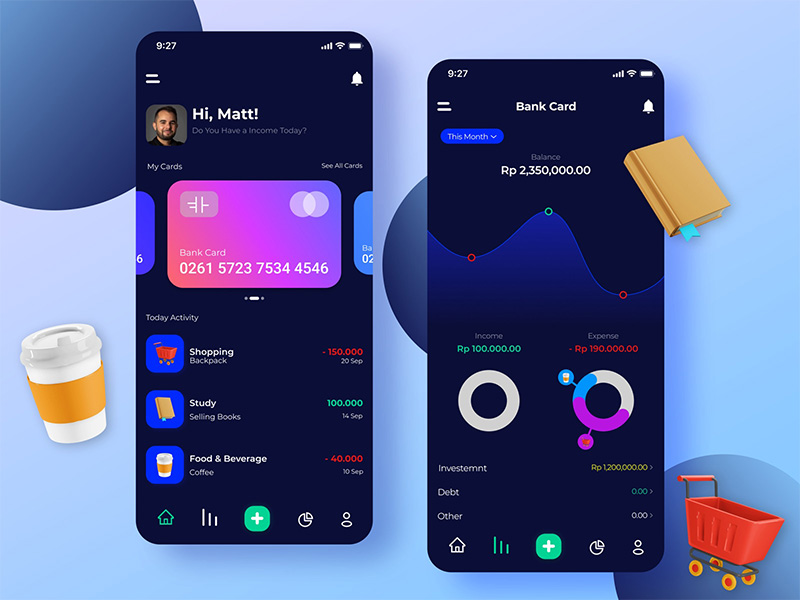 9:27
Hi, Matt!
Do You Have a Income Today?
My Cards
See All Cards
Bank Card
0261 5723 7534 4546
6
Ba
02
Today Activity
Shopping
- 150.000
Backpack
20 Sep
Study
100.000
Selling Books
14 Sep
Food & Beverage
- 40.000
Coffee
10 Sep
9:27
Bank Card
This Month
Balance
Rp 2,350,000.00
Income
Expense
Rp 100.000.00
- Rp 190.000.00
Investemnt
Rp 1,200,000.00
Debt
0.00
Other
0.00